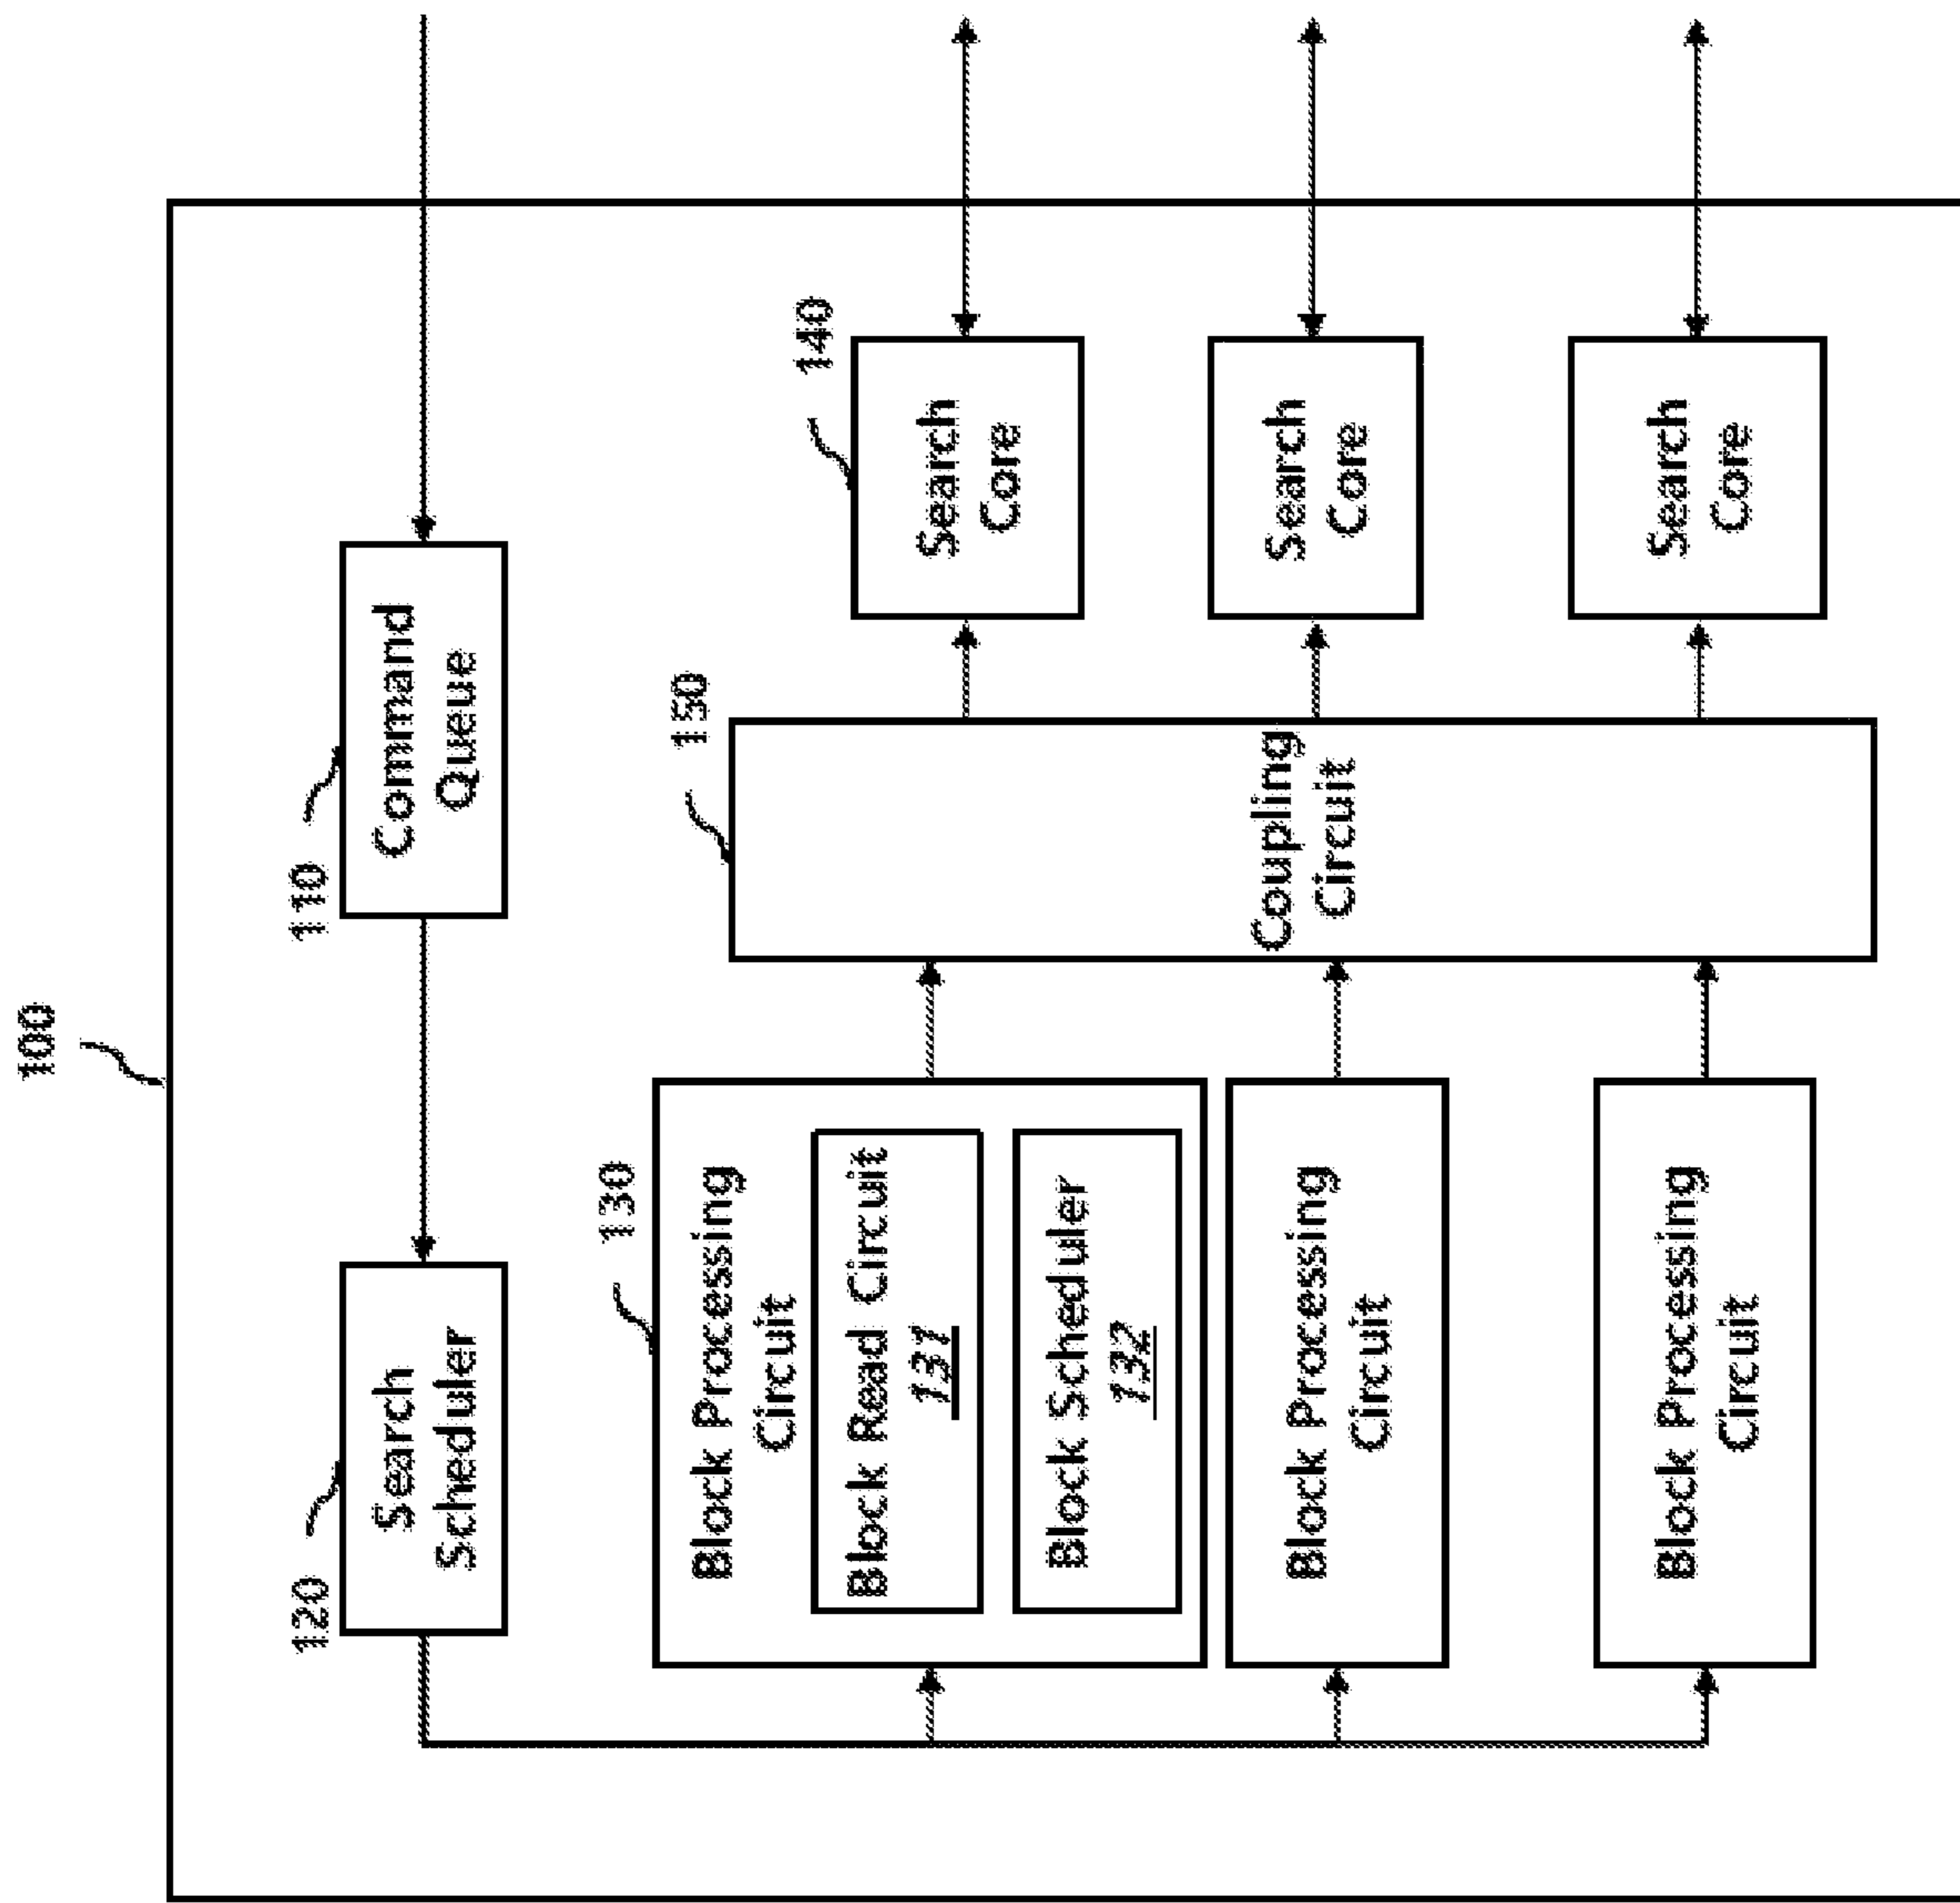 100
110
Command
Queue
120
Search
Scheduler
130
Block Processing
Circuit
Block Read Circuit
131
Block Scheduler
132
Block Processing
Circuit
Block Processing
Circuit
150
Coupling
Circuit
140
Search
Core
Search
Core
Search
Core